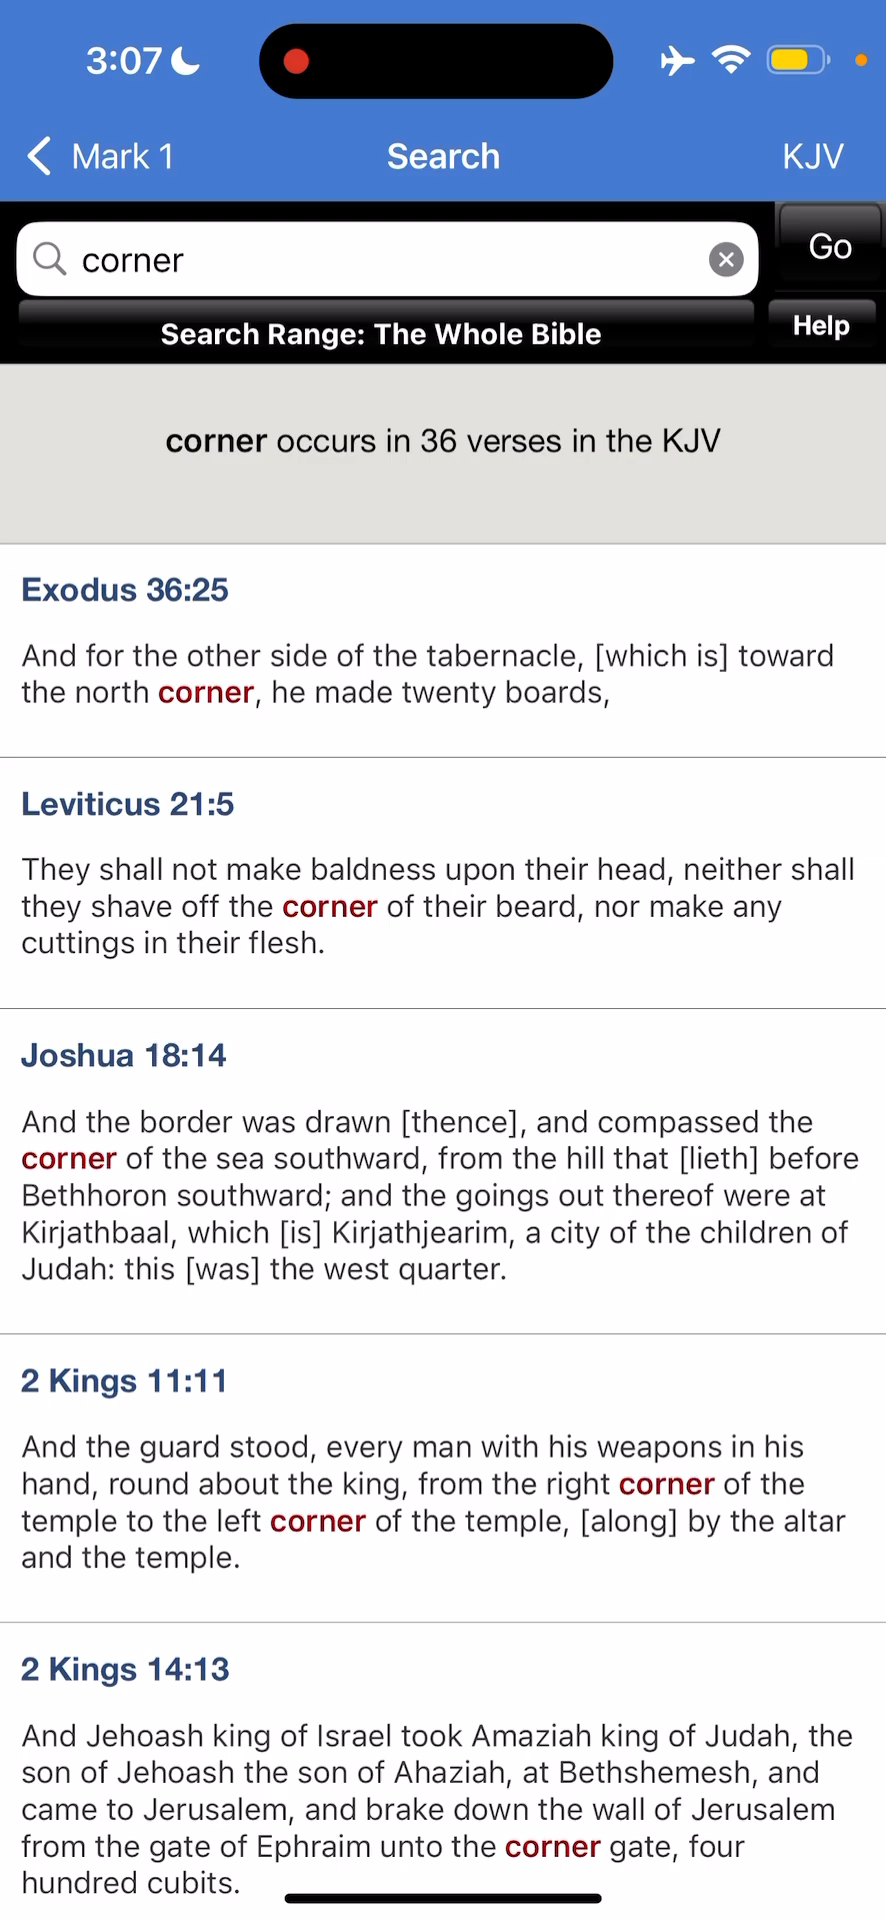 3:07
Mark 1
Search
KJV
corner
Go
Search Range: The Whole Bible
Help
corner occurs in 36 verses in the KJV
Exodus 36:25
And for the other side of the tabernacle, [which is] toward
the north corner, he made twenty boards,
Leviticus 21:5
They shall not make baldness upon their head, neither shall
they shave off the corner of their beard, nor make any
cuttings in their flesh.
Joshua 18:14
And the border was drawn [thence], and compassed the
corner of the sea southward, from the hill that [lieth] before
Bethhoron southward; and the goings out thereof were at
Kirjathbaal, which [is] Kirjathjearim, a city of the children of
Judah: this [was] the west quarter.
2 Kings 11:11
And the guard stood, every man with his weapons in his
hand, round about the king, from the right corner of the
temple to the left corner of the temple, [along] by the altar
and the temple.
2 Kings 14:13
And Jehoash king of Israel took Amaziah king of Judah, the
son of Jehoash the son of Ahaziah, at Bethshemesh, and
came to Jerusalem, and brake down the wall of Jerusalem
from the gate of Ephraim unto the corner gate, four
hundred cubits.